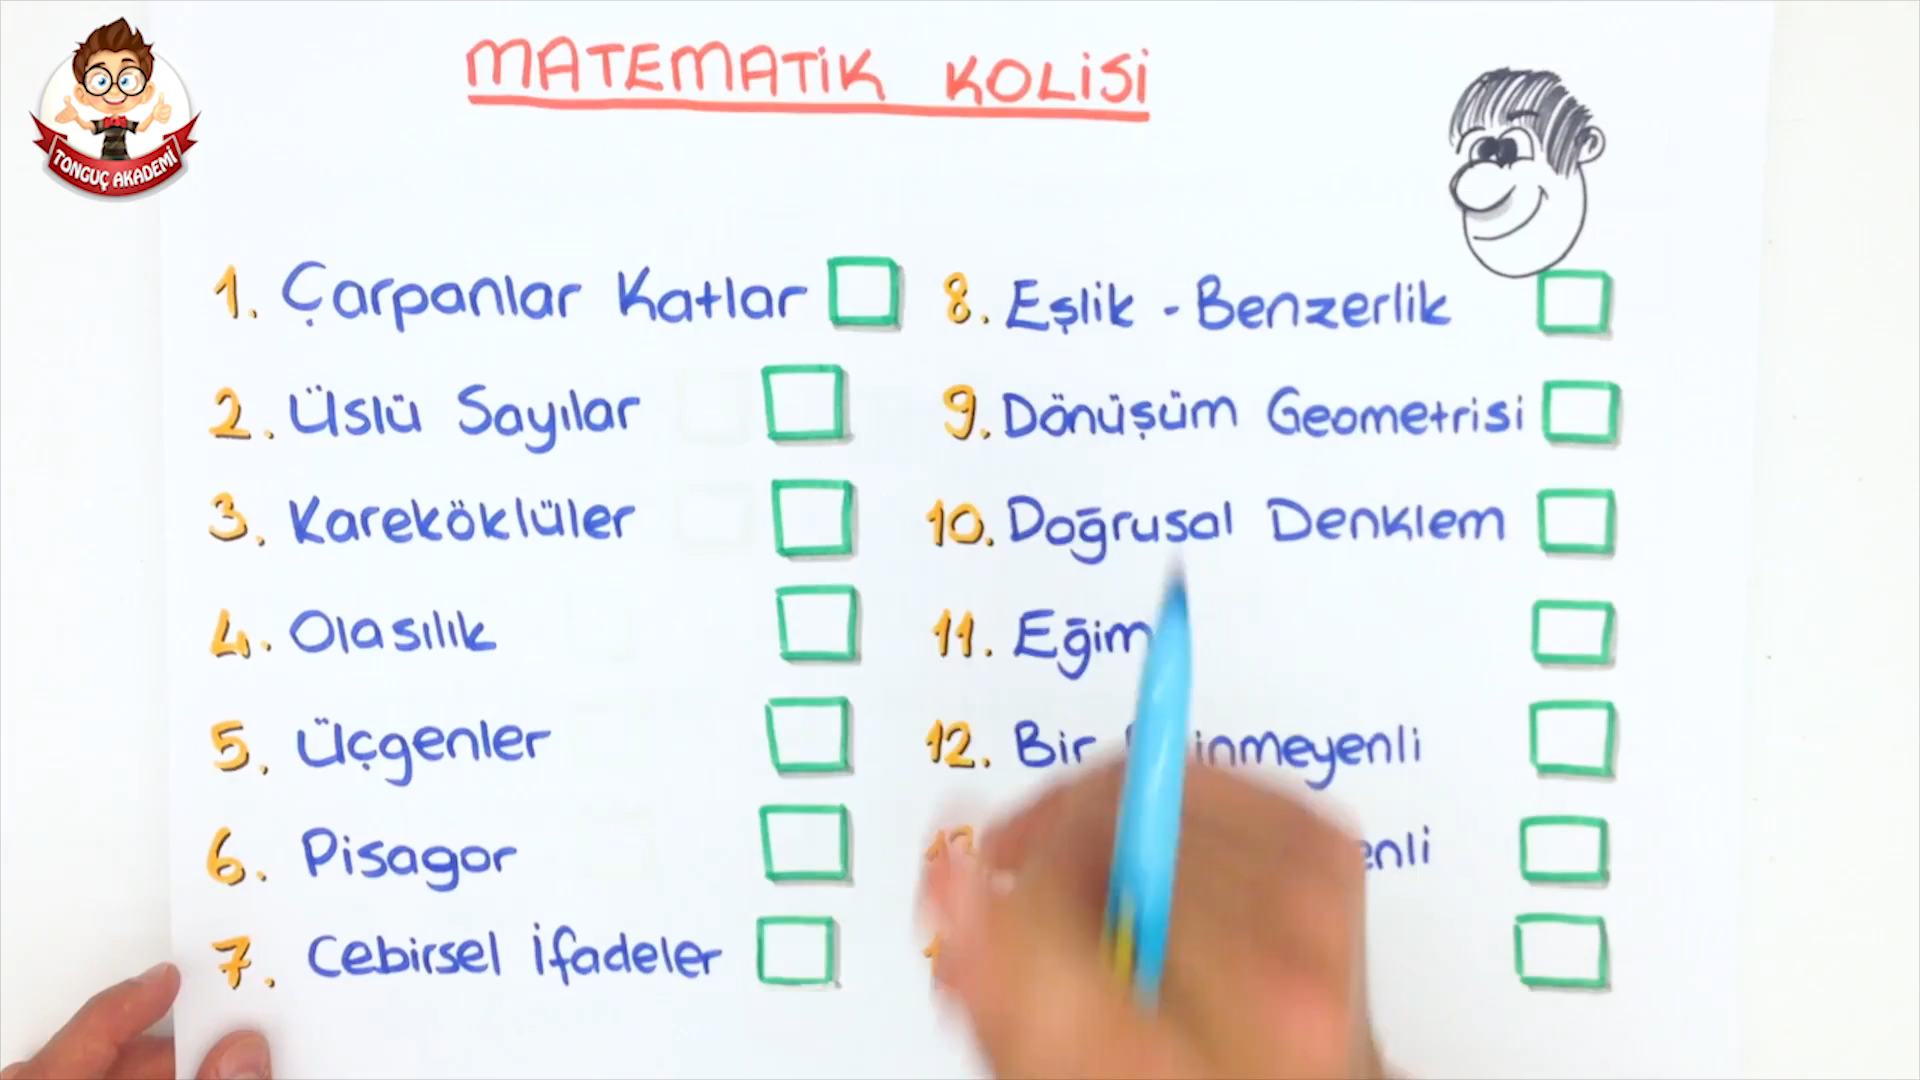 TONGUÇ AKADEMİ
MATEMATİK KOLİSİ
1. Çarpanlar Katlar
2. Üslü Sayılar
3. Kareköklüler
4. Olasılık
5. Üçgenler
6. Pisagor
7. Cebirsel İfadeler
8. Eşlik - Benzerlik
9. Dönüşüm Geometrisi
10. Doğrusal Denklem
11. Eğim
12. Bir